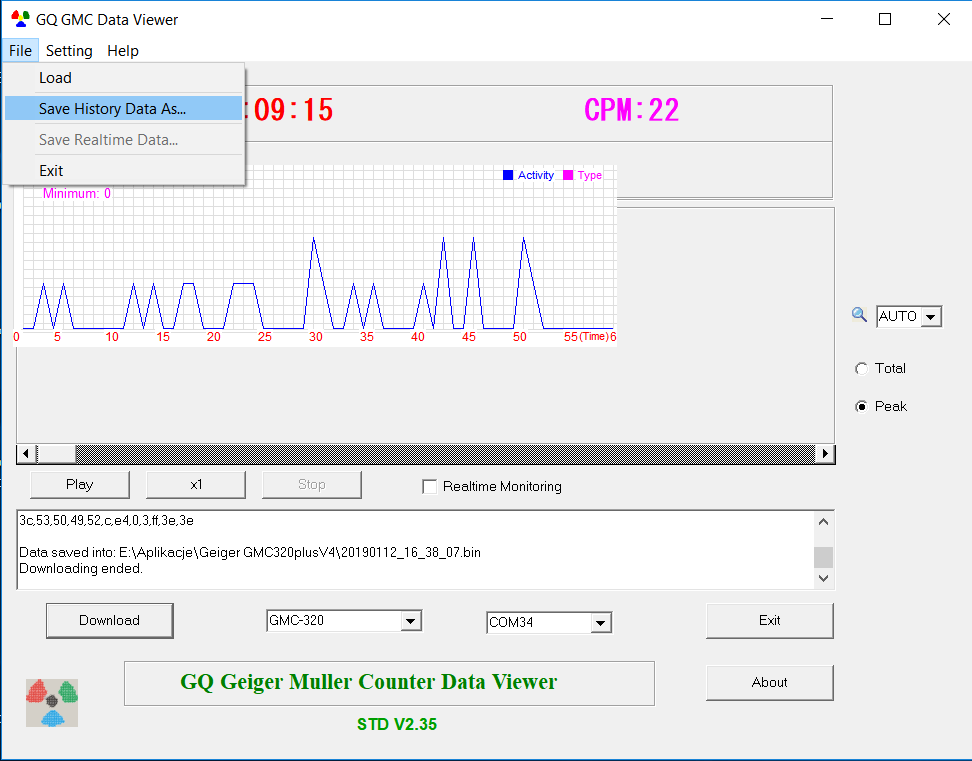 GQ GMC Data Viewer
File Setting Help
Load
Save History Data As...
Save Realtime Data...
Exit
:09:15
CPM:22
Minimum: 0
Activity Type
0 5 10 15 20 25 30 35 40 45 50 55 (Time) 6
AUTO
Total
Peak
Play x1 Stop Realtime Monitoring
3c,53,50,49,52,c,e4,0,3,ff,3e,3e
Data saved into: E:\Aplikacje\Geiger GMC320plusV4\20190112_16_38_07.bin
Downloading ended.
Download GMC-320 COM34 Exit
GQ Geiger Muller Counter Data Viewer
About
STD V2.35